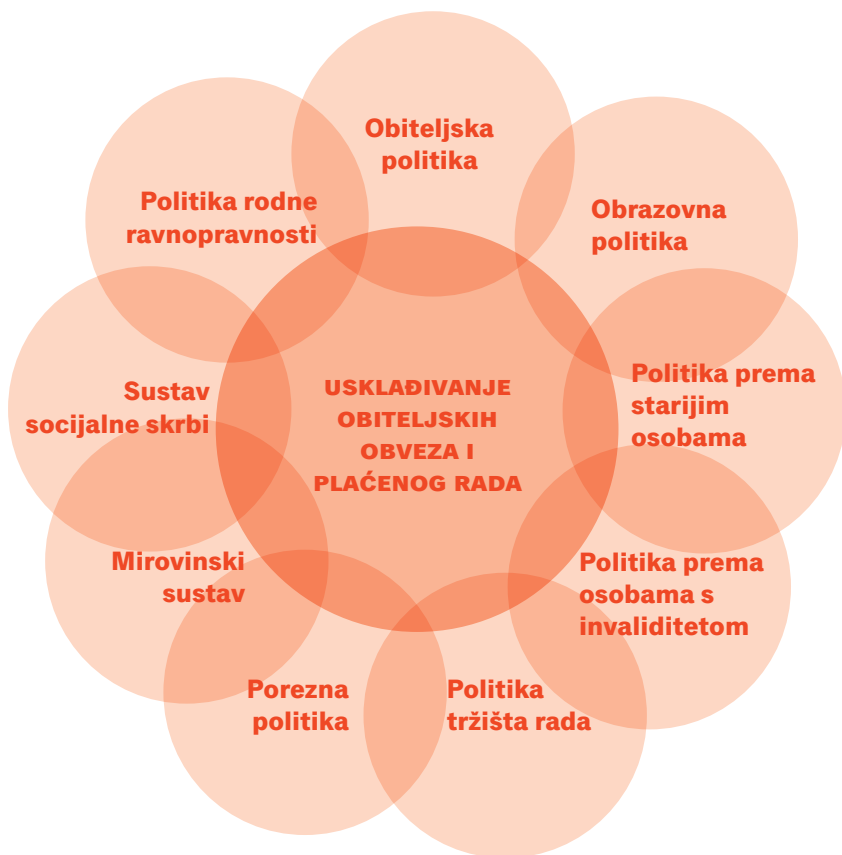 Obiteljska
politika
Obrazovna
politika
Politika prema
starijim
osobama
Politika prema
osobama s
invaliditetom
Politika
tržišta rada
Porezna
politika
Mirovinski
sustav
Sustav
socijalne skrbi
Politika rodne
ravnopravnosti
USKLAĐIVANJE
OBITELJSKIH
OBVEZA I
PLAĆENOG RADA